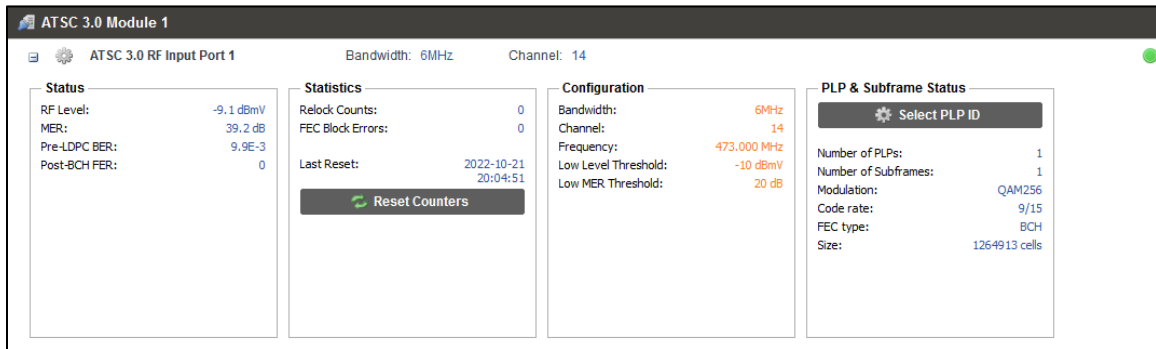 ATSC 3.0 Module 1
ATSC 3.0 RF Input Port 1 Bandwidth: 6MHz Channel: 14
Status
RF Level: -9.1 dBmV
MER: 39.2 dB
Pre-LDPC BER: 9.9E-3
Post-BCH FER: 0
Statistics
Relock Counts: 0
FEC Block Errors: 0
Last Reset: 2022-10-21
20:04:51
Reset Counters
Configuration
Bandwidth: 6MHz
Channel: 14
Frequency: 473.000 MHz
Low Level Threshold: -10 dBmV
Low MER Threshold: 20 dB
PLP & Subframe Status
Select PLP ID
Number of PLPs: 1
Number of Subframes: 1
Modulation: QAM256
Code rate: 9/15
FEC type: BCH
Size: 1264913 cells